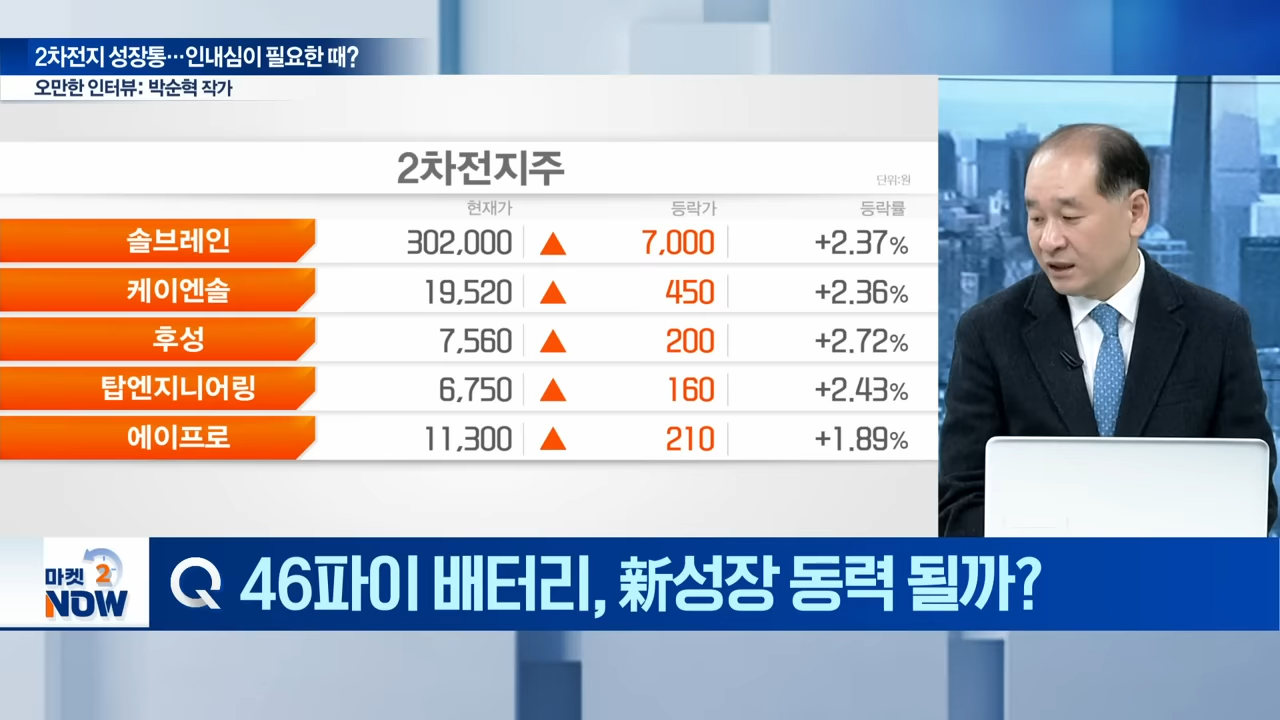 2차전지 성장통…인내심이 필요한 때?
오만한 인터뷰: 박순혁 작가
2차전지주
단위:원
현재가 등락가 등락률
솔브레인 302,000 ▲ 7,000 +2.37%
케이엔솔 19,520 ▲ 450 +2.36%
후성 7,560 ▲ 200 +2.72%
탑엔지니어링 6,750 ▲ 160 +2.43%
에이프로 11,300 ▲ 210 +1.89%
마켓 2
NOW
Q 46파이 배터리, 新성장 동력 될까?